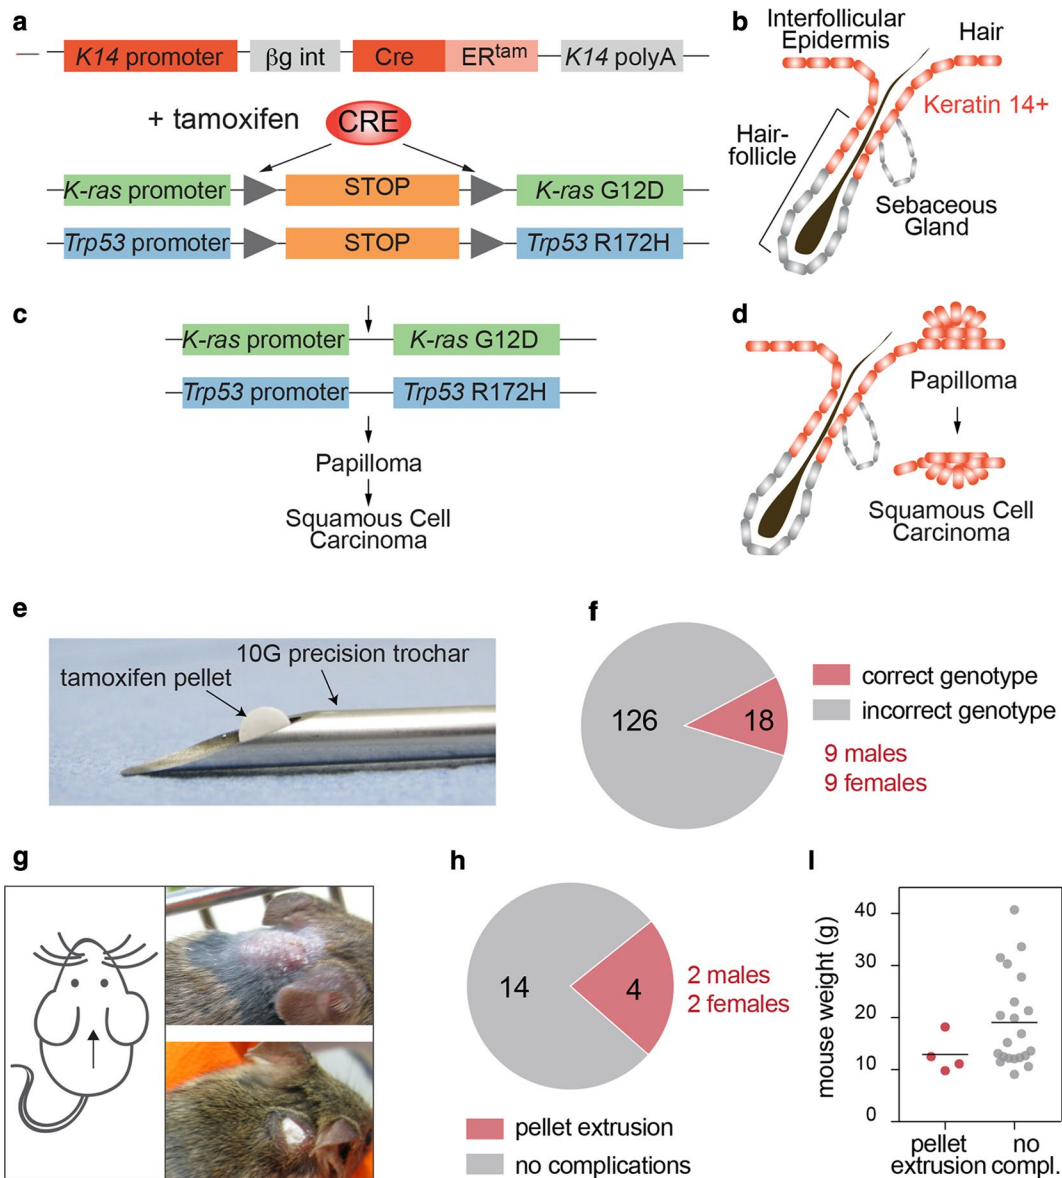 a
K14 promoter
βg int
Cre
ERtam
K14 polyA
+ tamoxifen
CRE
K-ras promoter
STOP
K-ras G12D
Trp53 promoter
STOP
Trp53 R172H
b
Interfollicular
Epidermis
Hair
Keratin 14+
Hair-
follicle
Sebaceous
Gland
c
K-ras promoter
K-ras G12D
Trp53 promoter
Trp53 R172H
Papilloma
Squamous Cell
Carcinoma
d
Papilloma
Squamous Cell
Carcinoma
e
10G precision trochar
tamoxifen pellet
f
126
18
correct genotype
incorrect genotype
9 males
9 females
g
h
14
4
2 males
2 females
pellet extrusion
no complications
l
mouse weight (g)
40
30
20
10
0
pellet
extrusion
no
compl.